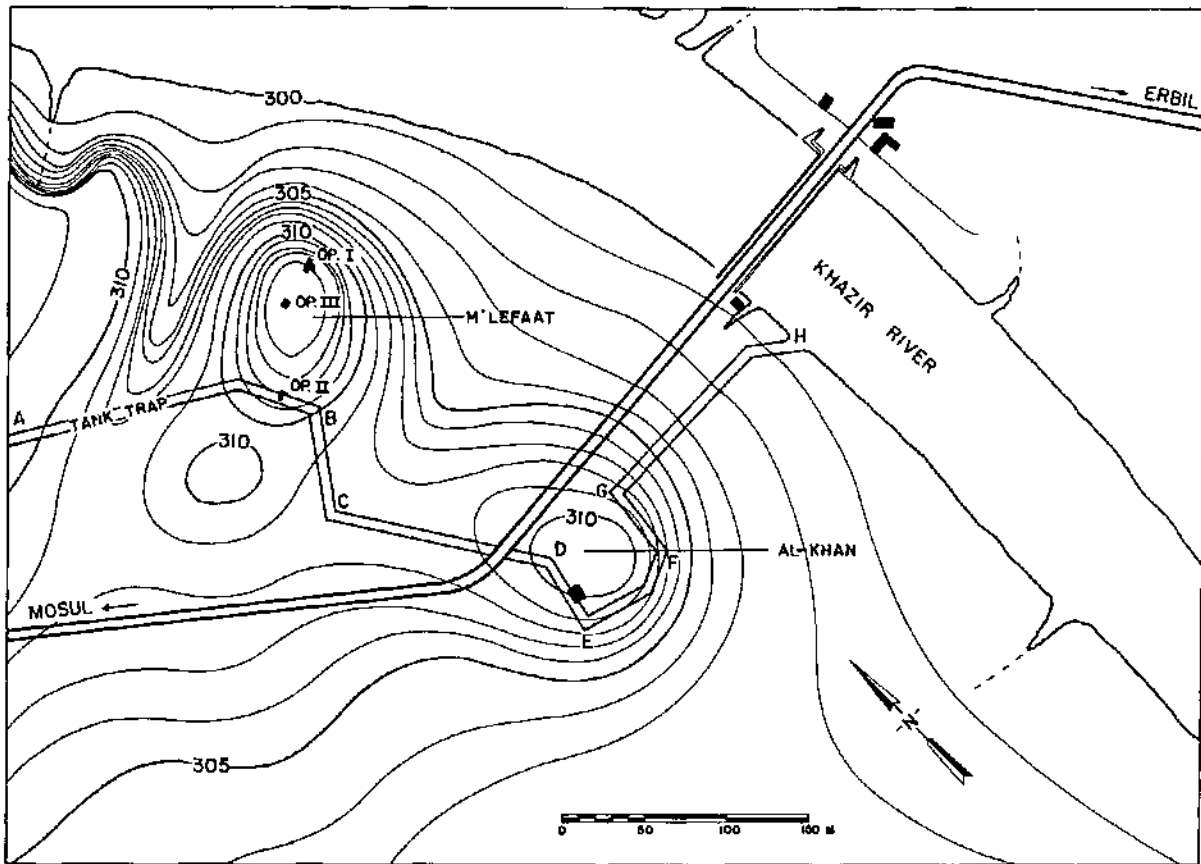 300
ERBIL
305
310
OP. I
310
OP. III
M'LEFAAT
KHAZIR RIVER
H
OP. II
A
TANK TRAP
B
310
C
G
310
D
AL-KHAN
F
MOSUL
E
N
305
0 50 100 150 M